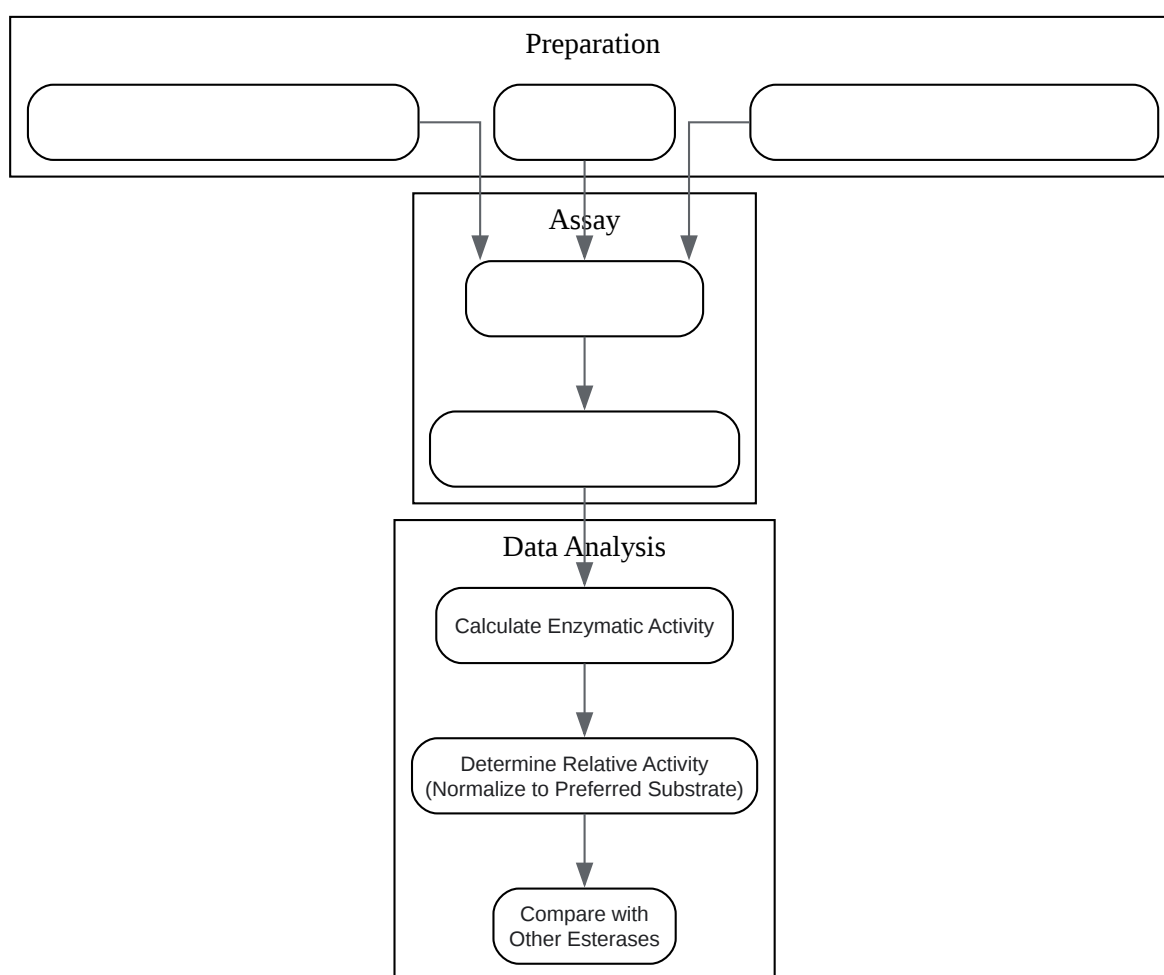 Preparation
Assay
Data Analysis
Calculate Enzymatic Activity
Determine Relative Activity
(Normalize to Preferred Substrate)
Compare with
Other Esterases